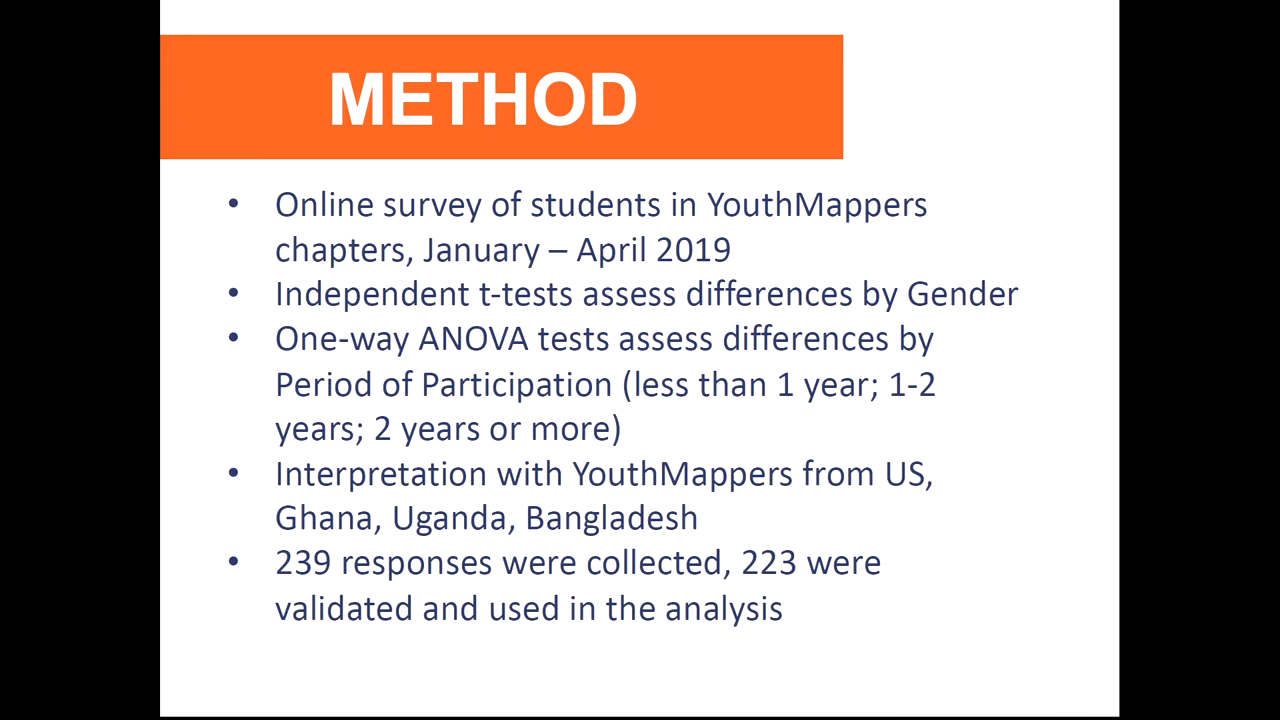 METHOD
• Online survey of students in YouthMappers
chapters, January – April 2019
• Independent t-tests assess differences by Gender
• One-way ANOVA tests assess differences by
Period of Participation (less than 1 year; 1-2
years; 2 years or more)
• Interpretation with YouthMappers from US,
Ghana, Uganda, Bangladesh
• 239 responses were collected, 223 were
validated and used in the analysis